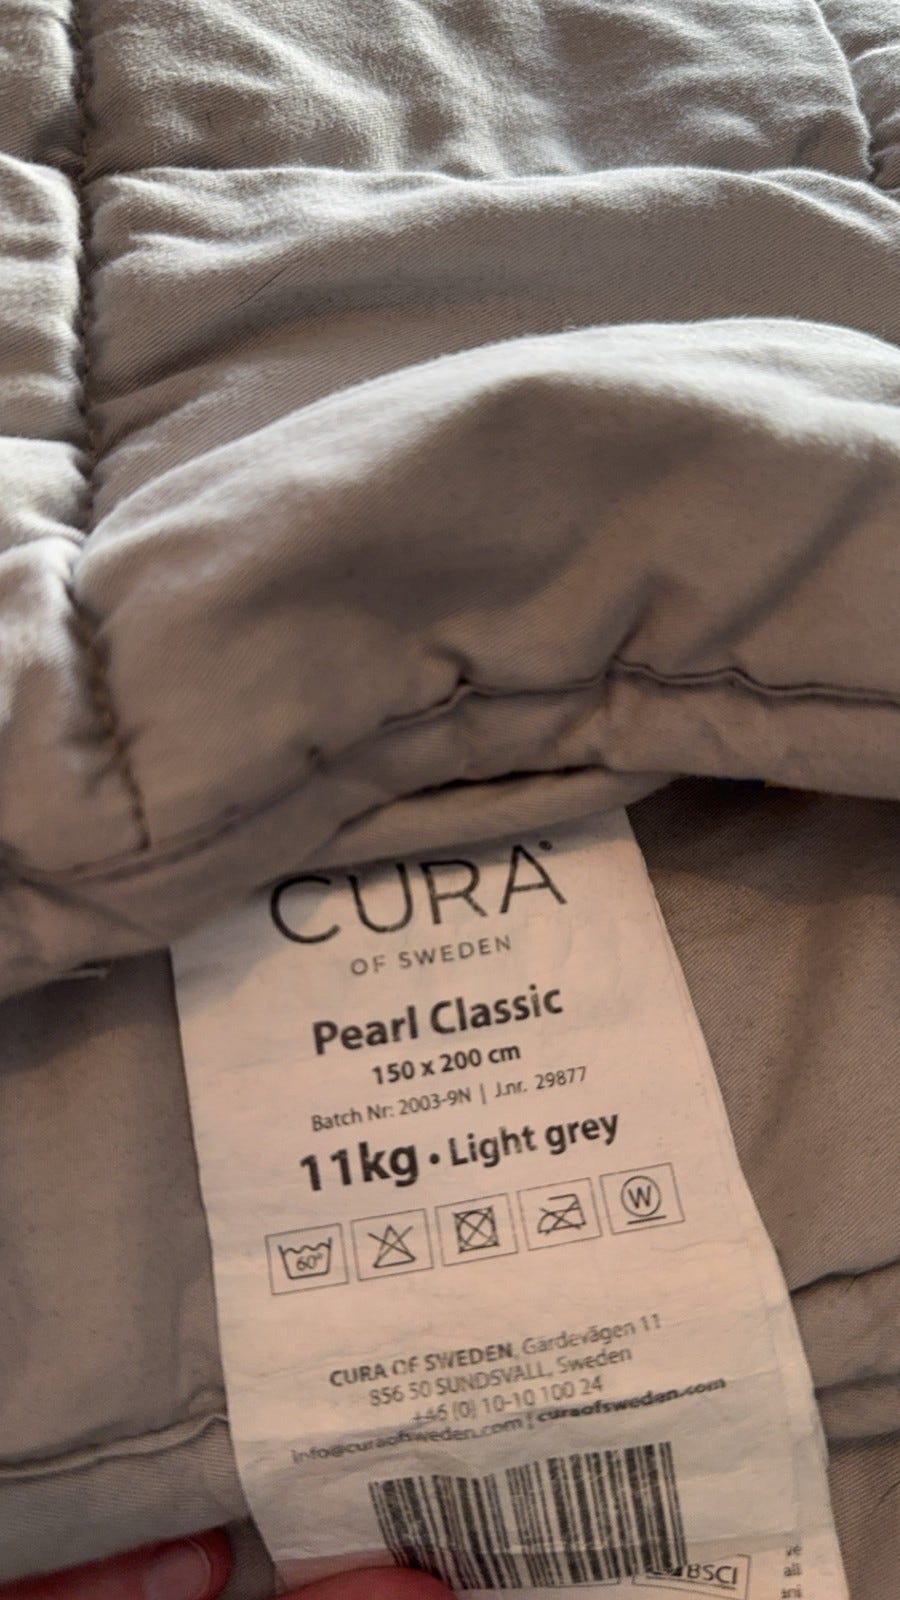 CURA®
OF SWEDEN
Pearl Classic
150 x 200 cm
Batch Nr: 2003-9N | J.nr. 29877
11kg • Light grey
60°
W
CURA OF SWEDEN, Gärdevägen 11
856 50 SUNDSVALL, Sweden
+46 (0) 10-10 100 24
info@curaofsweden.com | curaofsweden.com
BSCI